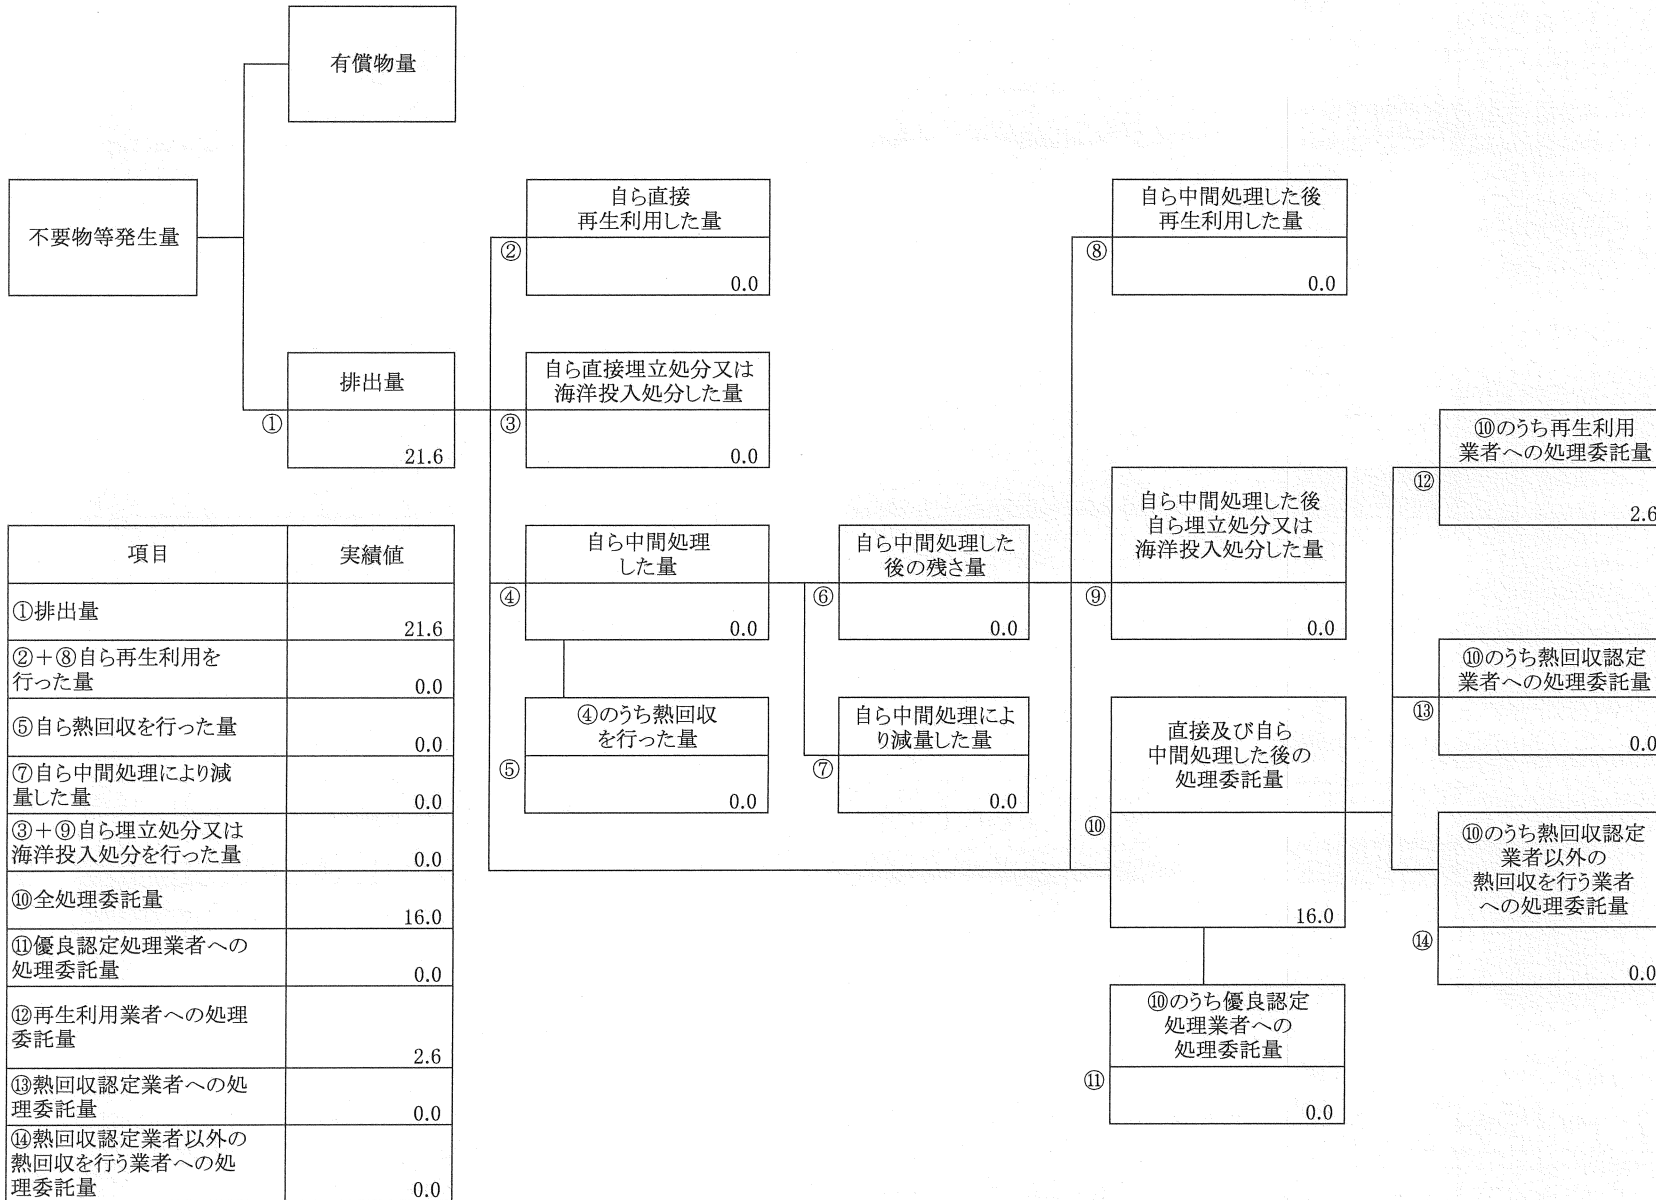 有償物量
不要物等発生量
排出量
①
21.6
自ら直接
再生利用した量
②
0.0
自ら直接埋立処分又は
海洋投入処分した量
③
0.0
自ら中間処理
した量
④
0.0
④のうち熱回収
を行った量
⑤
0.0
自ら中間処理した
後の残さ量
⑥
0.0
自ら中間処理によ
り減量した量
⑦
0.0
自ら中間処理した後
再生利用した量
⑧
0.0
自ら中間処理した後
自ら埋立処分又は
海洋投入処分した量
⑨
0.0
直接及び自ら
中間処理した後の
処理委託量
⑩
16.0
⑩のうち優良認定
処理業者への
処理委託量
⑪
0.0
⑩のうち再生利用
業者への処理委託量
⑫
2.6
⑩のうち熱回収認定
業者への処理委託量
⑬
0.0
⑩のうち熱回収認定
業者以外の
熱回収を行う業者
への処理委託量
⑭
0.0
項目 実績値
①排出量
21.6
②+⑧自ら再生利用を
行った量 0.0
⑤自ら熱回収を行った量
0.0
⑦自ら中間処理により減
量した量 0.0
③+⑨自ら埋立処分又は
海洋投入処分を行った量 0.0
⑩全処理委託量
16.0
⑪優良認定処理業者への
処理委託量 0.0
⑫再生利用業者への処理
委託量
2.6
⑬熱回収認定業者への処
理委託量 0.0
⑭熱回収認定業者以外の
熱回収を行う業者への処
理委託量 0.0